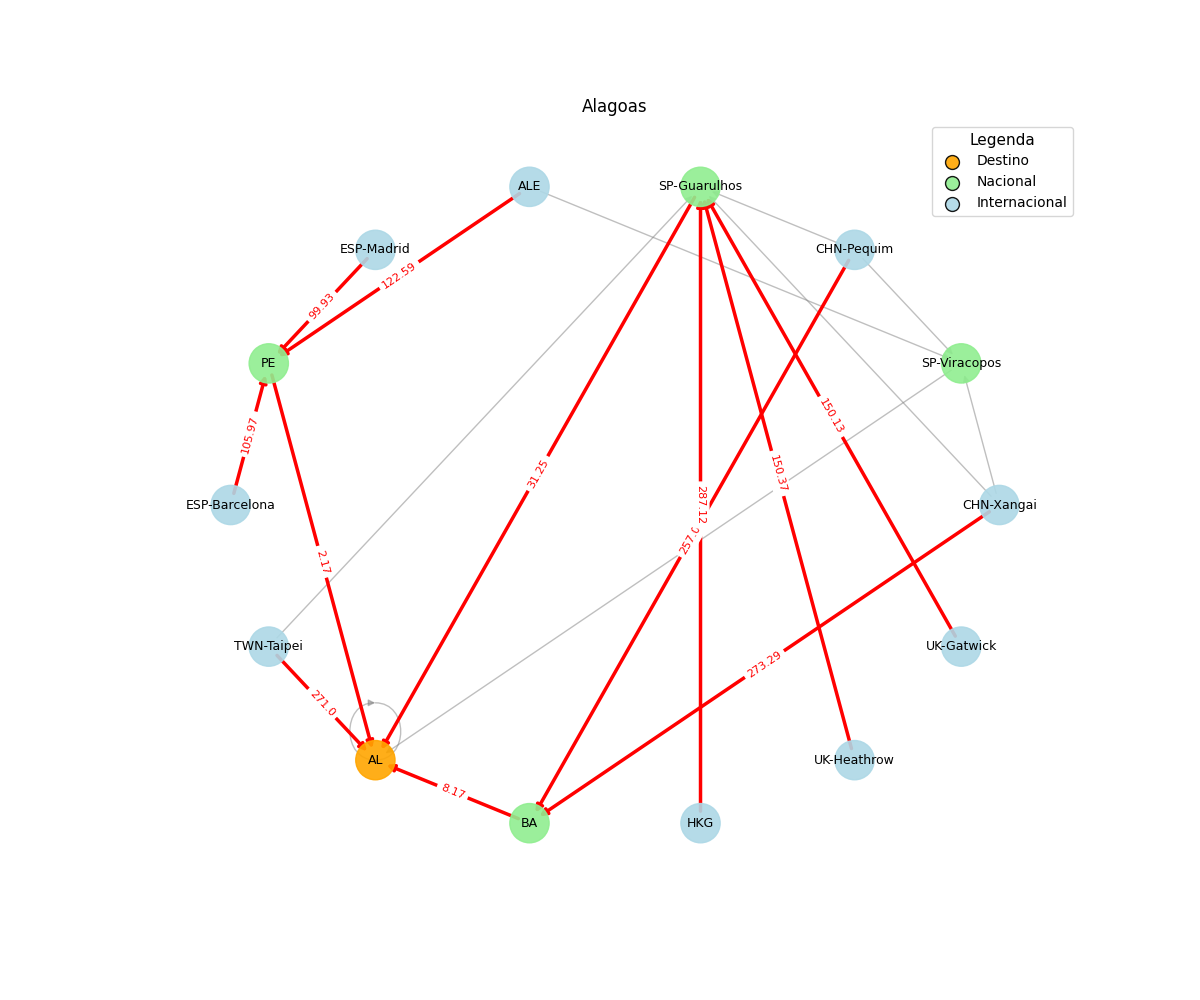 Alagoas
Legenda
Destino
Nacional
Internacional
ALE
SP-Guarulhos
ESP-Madrid
CHN-Pequim
122.59
99.93
PE
SP-Viracopos
150.13
105.97
31.25
150.37
ESP-Barcelona
287.12
CHN-Xangai
257.0
2.17
TWN-Taipei
UK-Gatwick
273.29
271.0
AL
UK-Heathrow
8.17
BA
HKG